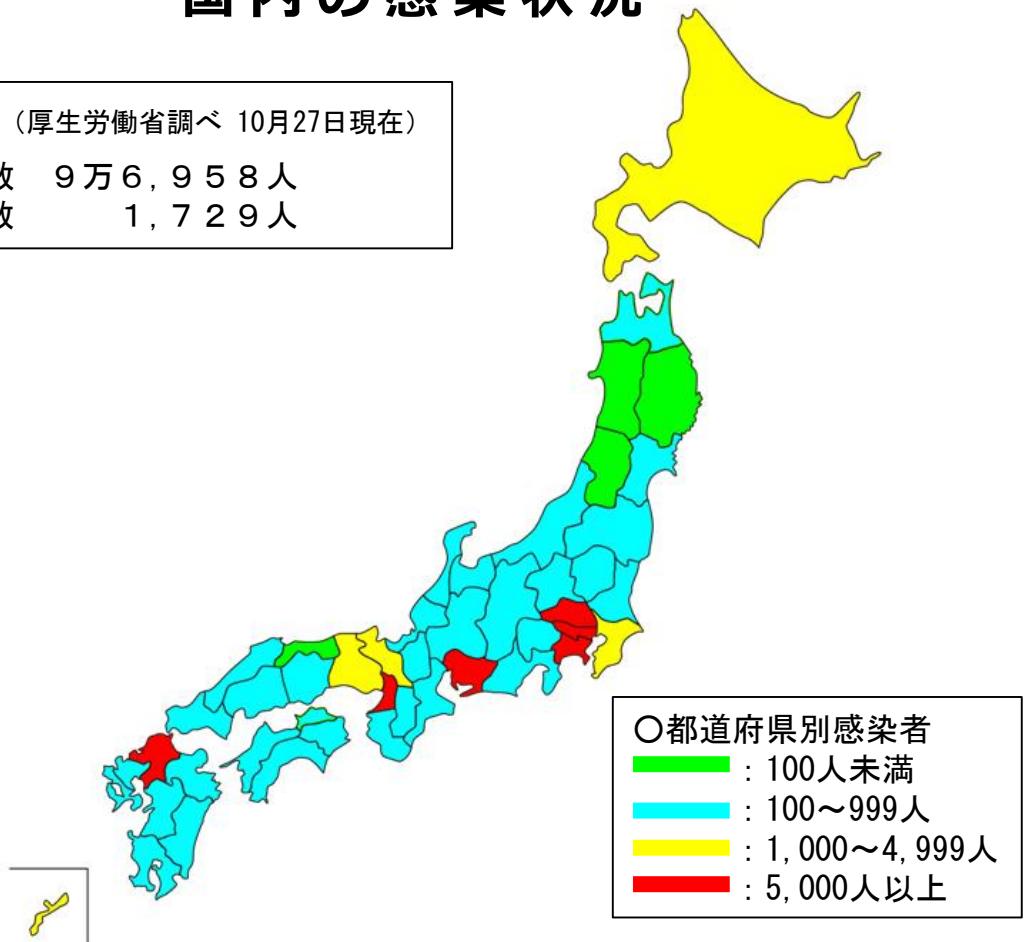 国内の感染状況
（厚生労働省調べ 10月27日現在）
数　９万６,９５８人
数　　　１,７２９人
○都道府県別感染者
：100人未満
：100～999人
：1,000～4,999人
：5,000人以上